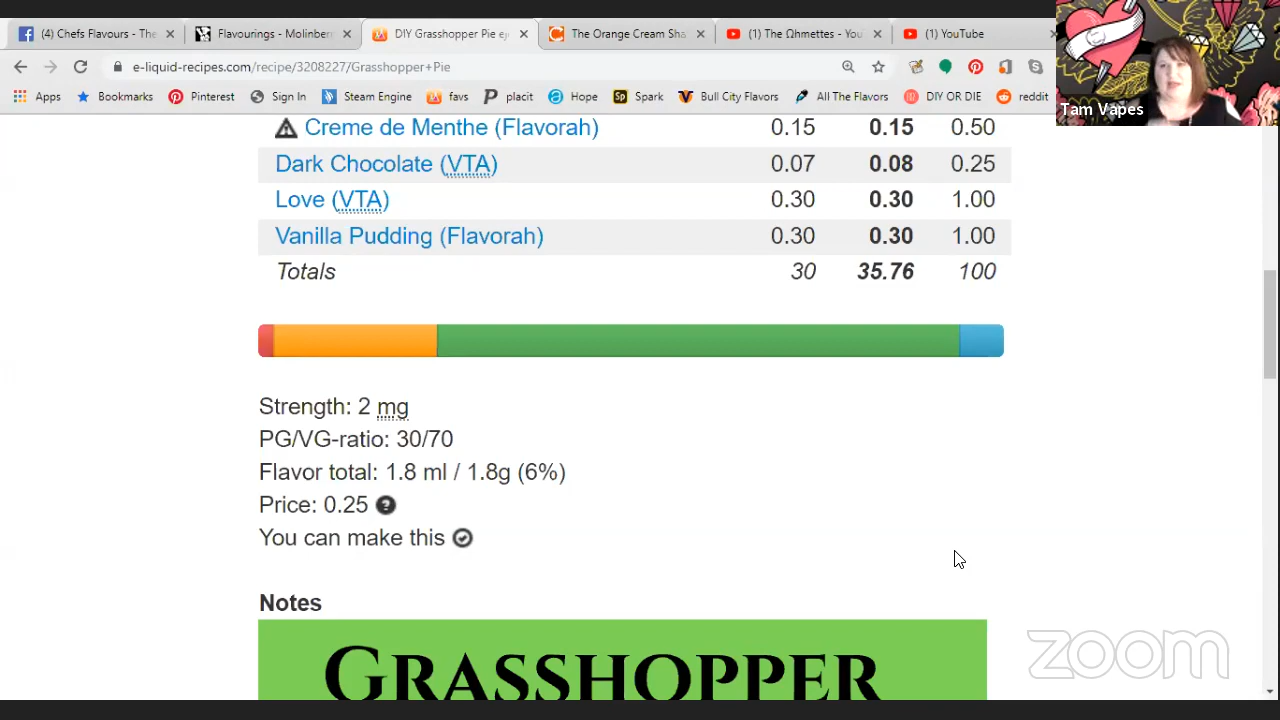 (4) Chefs Flavours - The
Flavourings - Molinber
DIY Grasshopper Pie ej
The Orange Cream Sha
(1) The Qhmettes - You
(1) YouTube
e-liquid-recipes.com/recipe/3208227/Grasshopper+Pie
Apps
Bookmarks
Pinterest
Sign In
Steam Engine
favs
placit
Hope
Spark
Bull City Flavors
All The Flavors
DIY OR DIE
reddit
Tam Vapes
Creme de Menthe (Flavorah) 0.15 0.15 0.50
Dark Chocolate (VTA) 0.07 0.08 0.25
Love (VTA) 0.30 0.30 1.00
Vanilla Pudding (Flavorah) 0.30 0.30 1.00
Totals 30 35.76 100
Strength: 2 mg
PG/VG-ratio: 30/70
Flavor total: 1.8 ml / 1.8g (6%)
Price: 0.25
You can make this
Notes
GRASSHOPPER
zoom